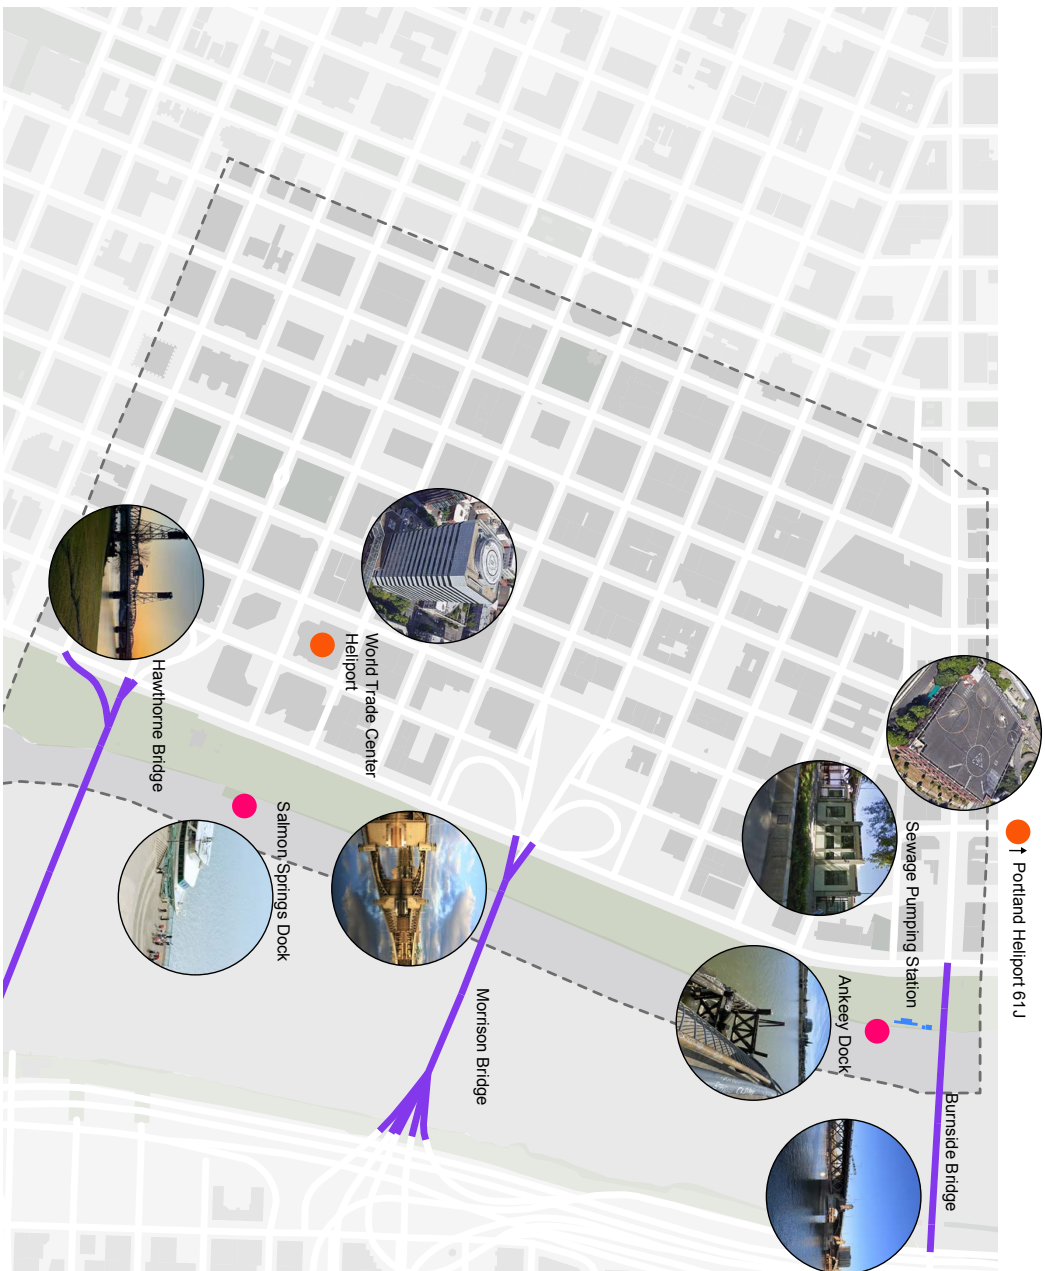 ↑ Portland Heliport 61J
Burnside Bridge
Sewage Pumping Station
Ankeey Dock
Morrison Bridge
World Trade Center
Heliport
Salmon Springs Dock
Hawthorne Bridge